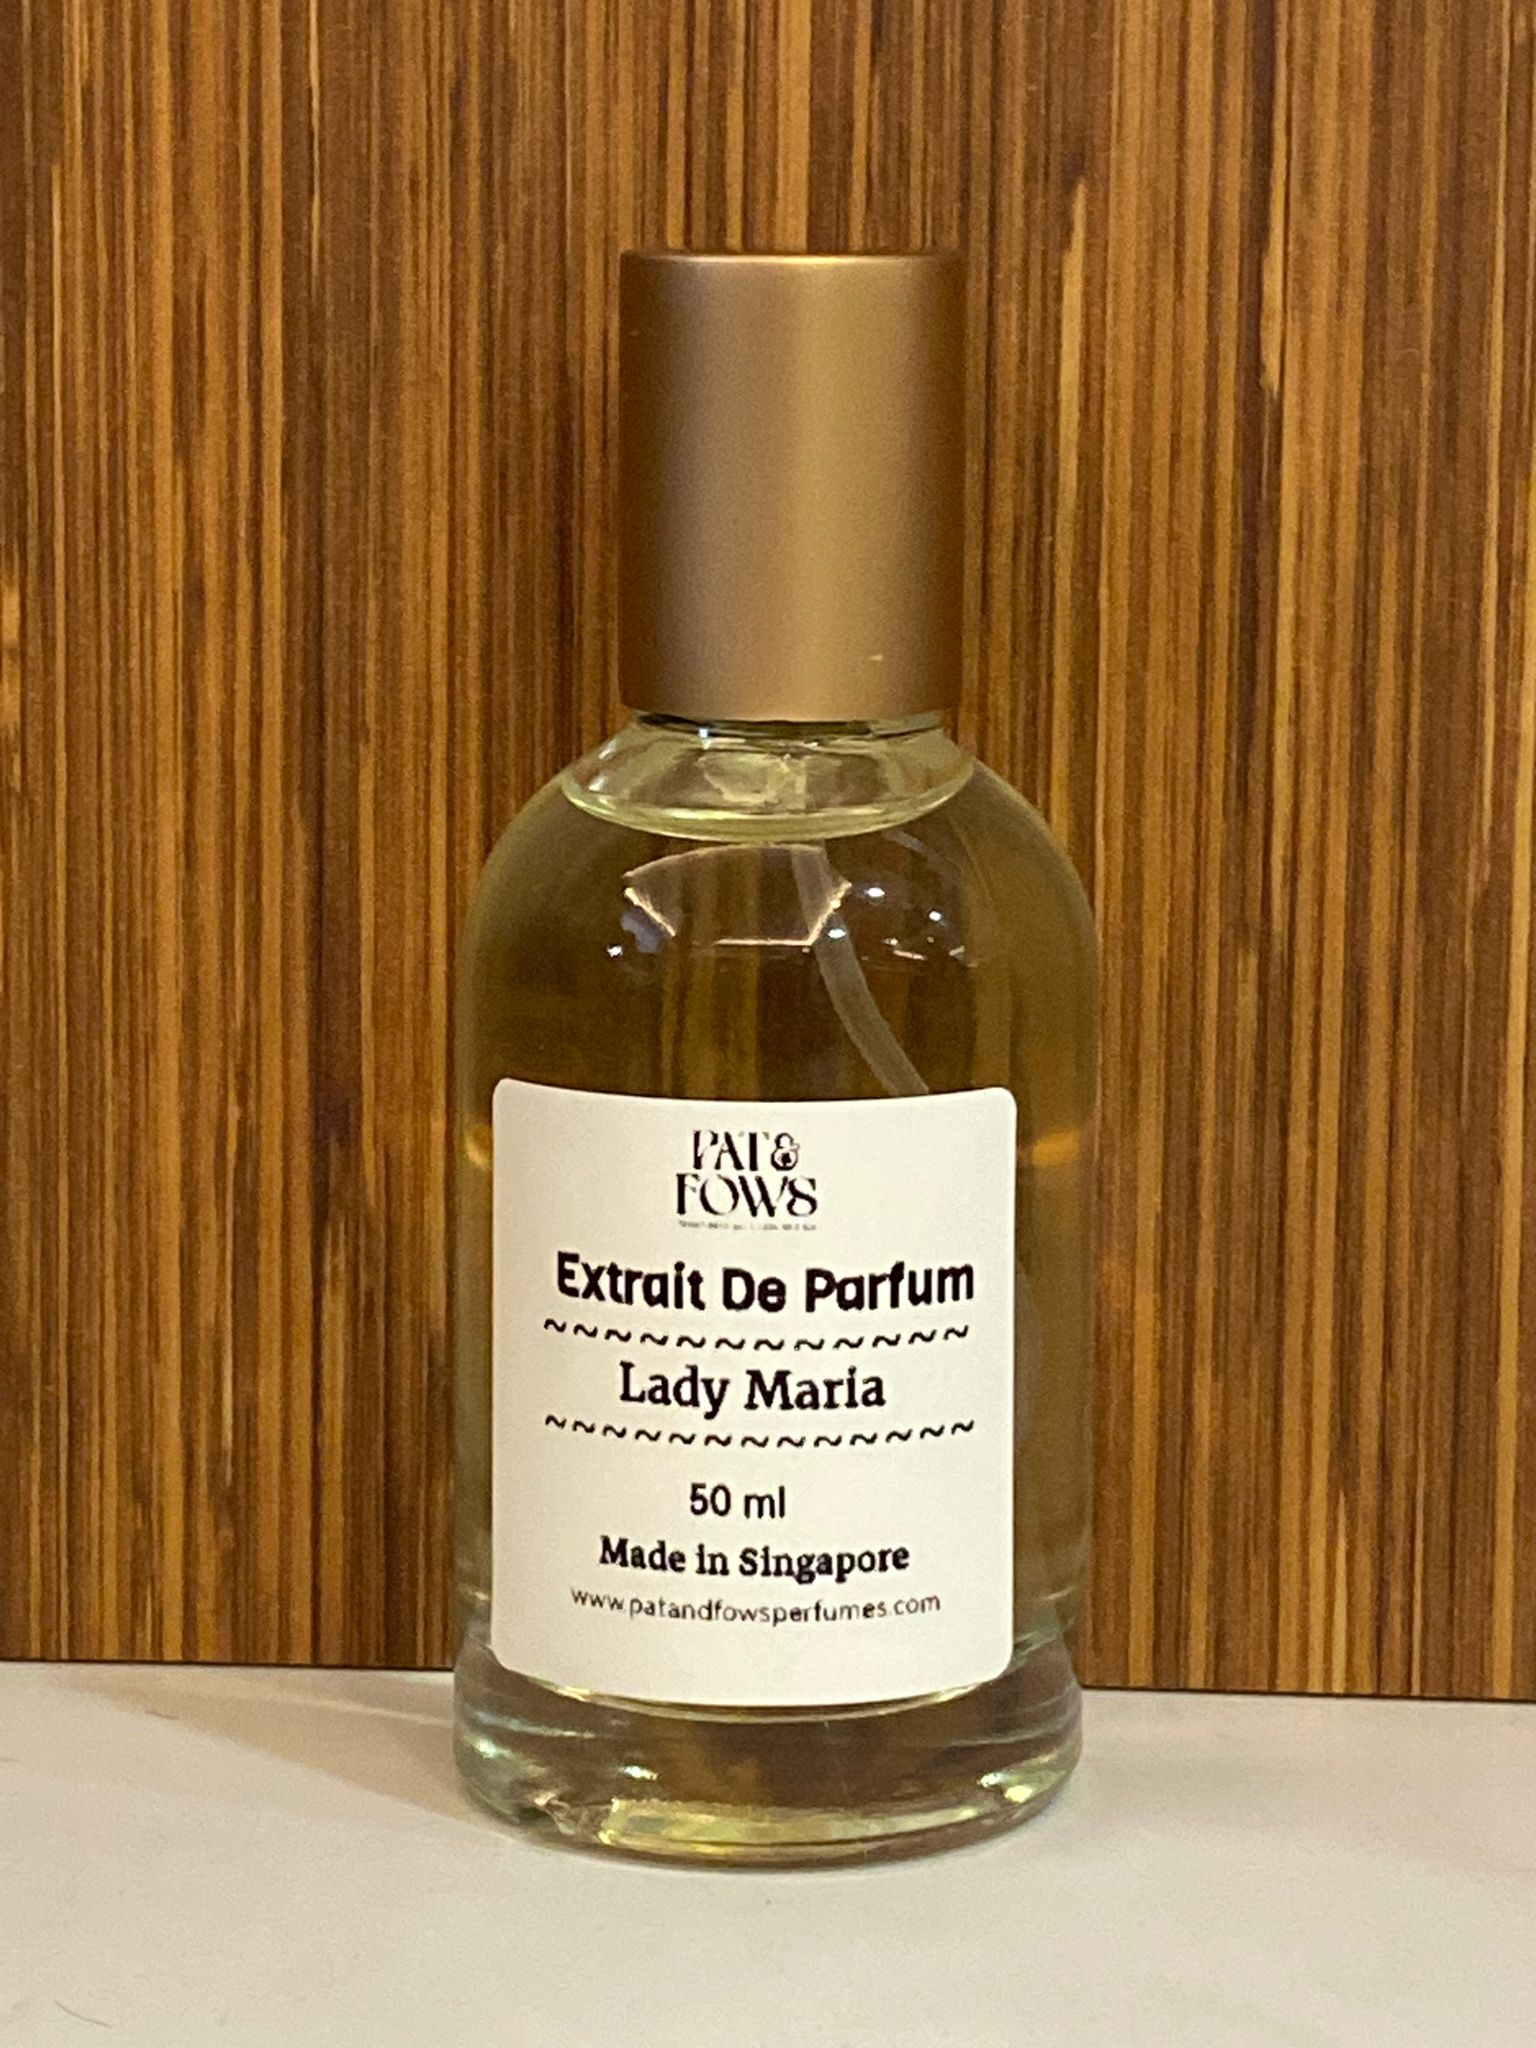 PAT&
FOWS
Extrait De Parfum
~~~~~~~~~~~~~
Lady Maria
~~~~~~~~~~~~~
50 ml
Made in Singapore
www.patandfowsperfumes.com